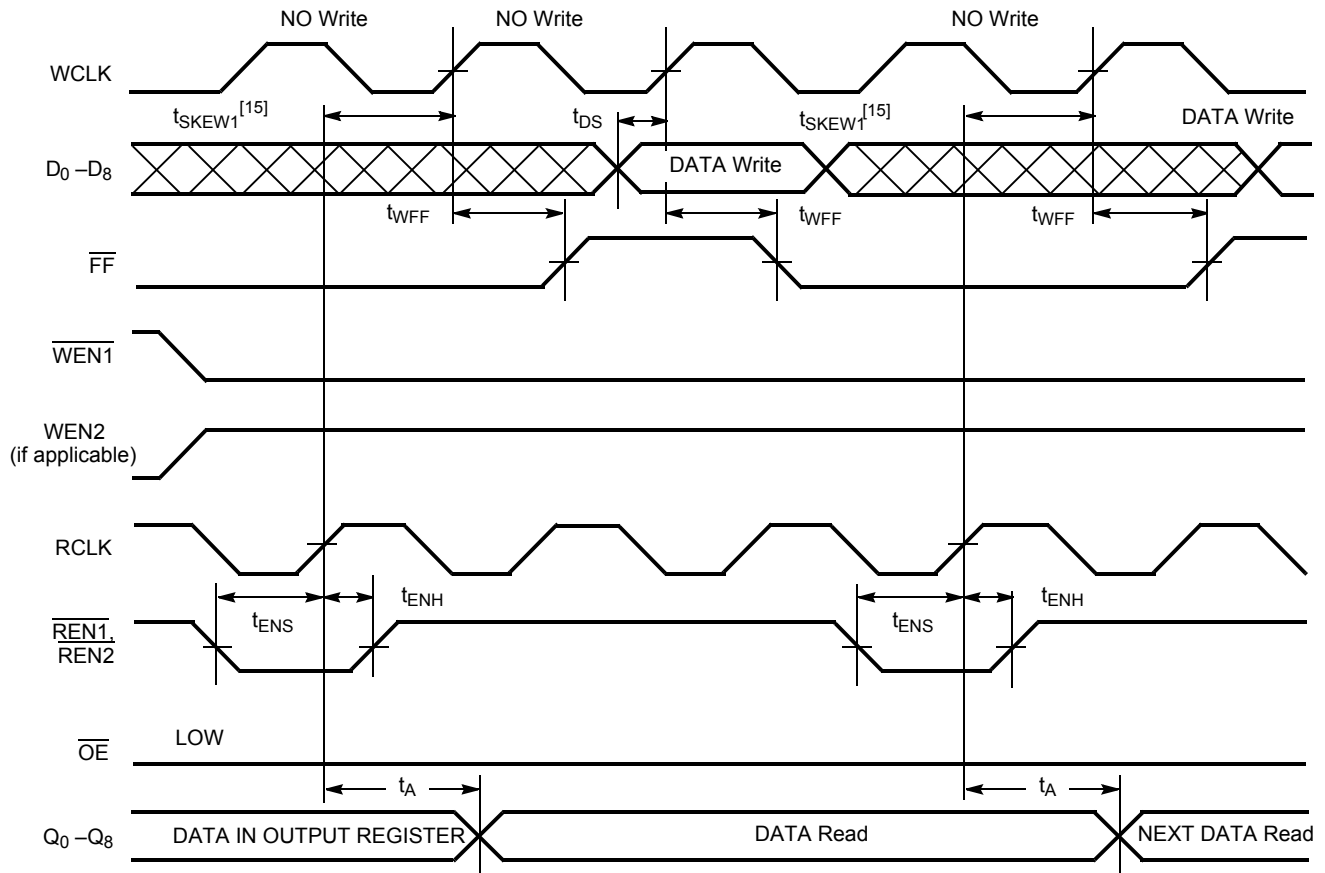 NO Write NO Write NO Write
WCLK
tSKEW1[15] tDS tSKEW1[15] DATA Write
D0 –D8 DATA Write
tWFF tWFF tWFF
FF
WEN1
WEN2
(if applicable)
RCLK
tENS tENH tENS tENH
REN1,
REN2
OE LOW
tA tA
Q0 –Q8 DATA IN OUTPUT REGISTER DATA Read NEXT DATA Read